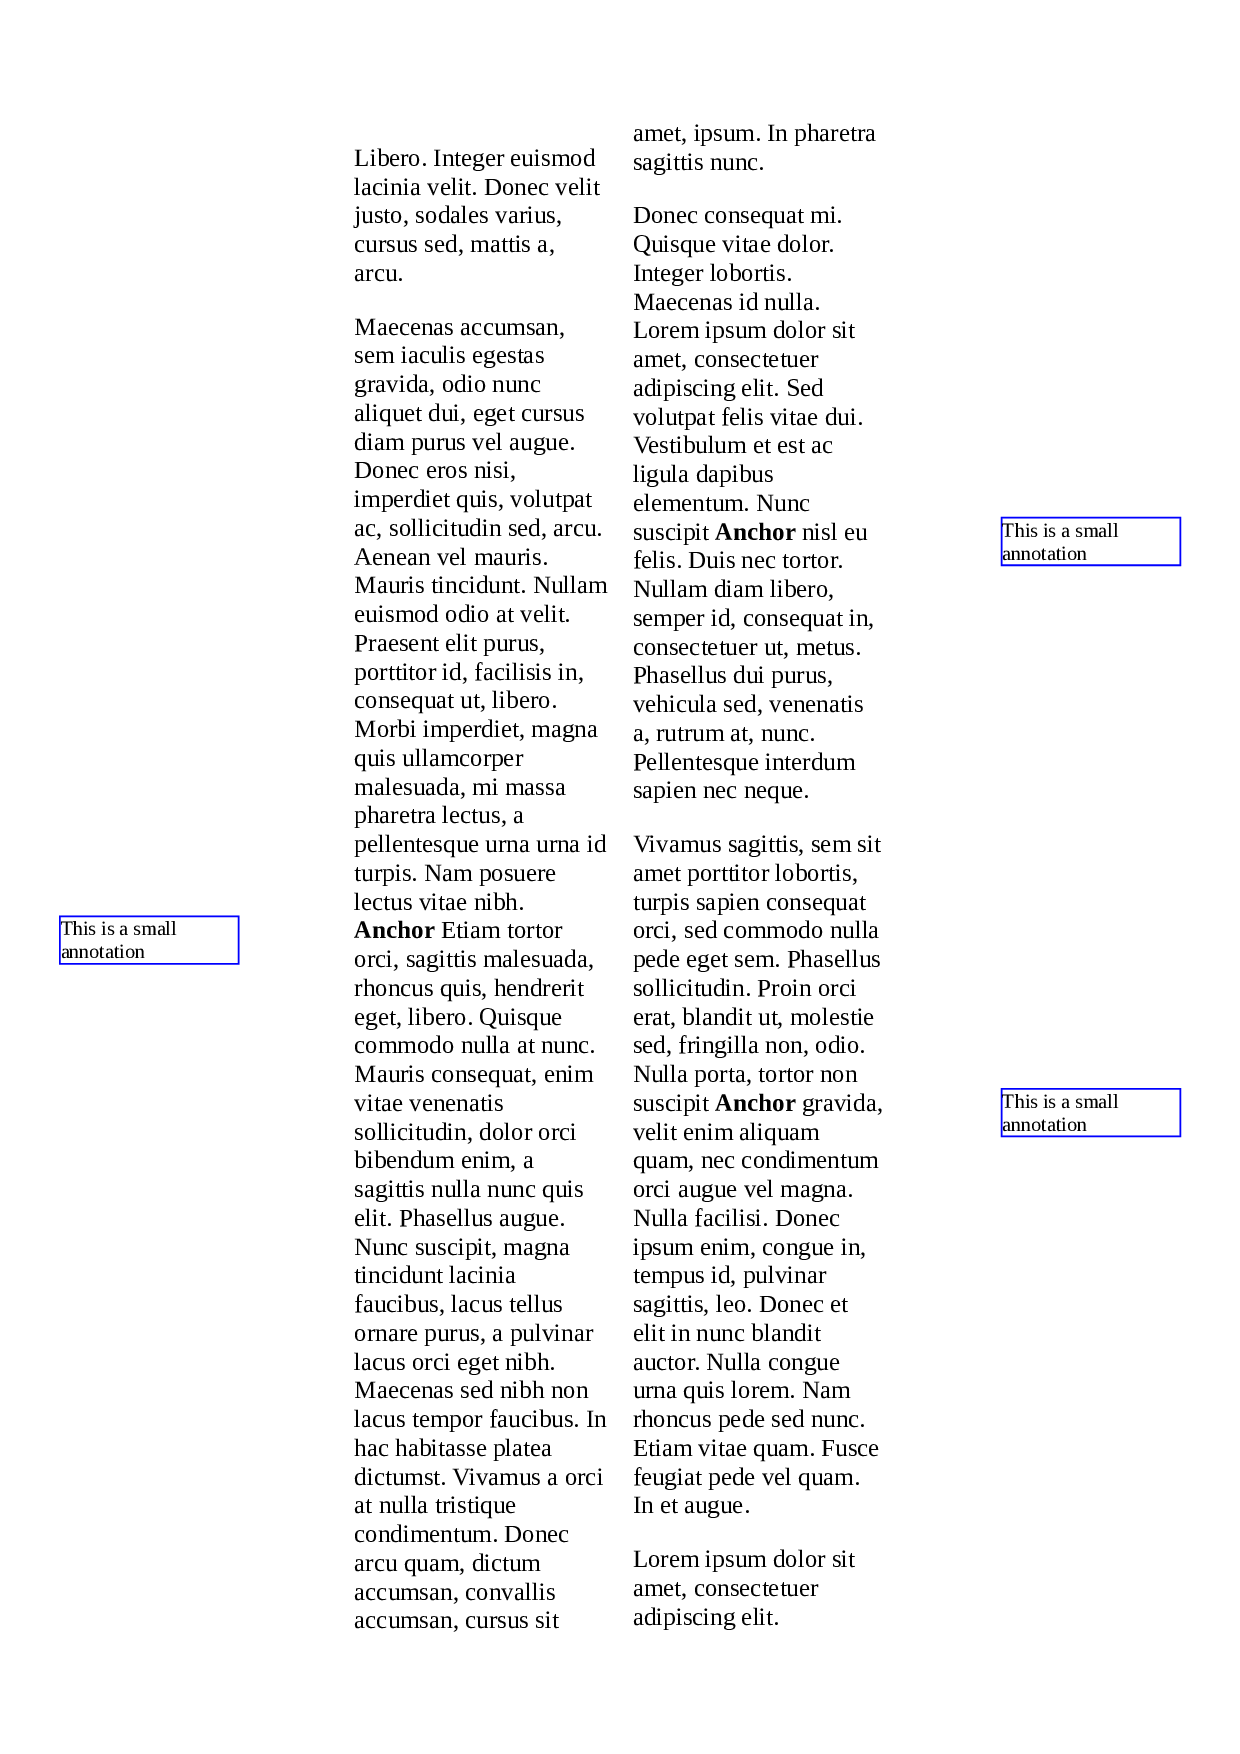 Libero. Integer euismod
lacinia velit. Donec velit
justo, sodales varius,
cursus sed, mattis a,
arcu.
Maecenas accumsan,
sem iaculis egestas
gravida, odio nunc
aliquet dui, eget cursus
diam purus vel augue.
Donec eros nisi,
imperdiet quis, volutpat
ac, sollicitudin sed, arcu.
Aenean vel mauris.
Mauris tincidunt. Nullam
euismod odio at velit.
Praesent elit purus,
porttitor id, facilisis in,
consequat ut, libero.
Morbi imperdiet, magna
quis ullamcorper
malesuada, mi massa
pharetra lectus, a
pellentesque urna urna id
turpis. Nam posuere
lectus vitae nibh.
Anchor Etiam tortor
orci, sagittis malesuada,
rhoncus quis, hendrerit
eget, libero. Quisque
commodo nulla at nunc.
Mauris consequat, enim
vitae venenatis
sollicitudin, dolor orci
bibendum enim, a
sagittis nulla nunc quis
elit. Phasellus augue.
Nunc suscipit, magna
tincidunt lacinia
faucibus, lacus tellus
ornare purus, a pulvinar
lacus orci eget nibh.
Maecenas sed nibh non
lacus tempor faucibus. In
hac habitasse platea
dictumst. Vivamus a orci
at nulla tristique
condimentum. Donec
arcu quam, dictum
accumsan, convallis
accumsan, cursus sit
This is a small
annotation
amet, ipsum. In pharetra
sagittis nunc.
Donec consequat mi.
Quisque vitae dolor.
Integer lobortis.
Maecenas id nulla.
Lorem ipsum dolor sit
amet, consectetuer
adipiscing elit. Sed
volutpat felis vitae dui.
Vestibulum et est ac
ligula dapibus
elementum. Nunc
suscipit Anchor nisl eu
felis. Duis nec tortor.
Nullam diam libero,
semper id, consequat in,
consectetuer ut, metus.
Phasellus dui purus,
vehicula sed, venenatis
a, rutrum at, nunc.
Pellentesque interdum
sapien nec neque.
Vivamus sagittis, sem sit
amet porttitor lobortis,
turpis sapien consequat
orci, sed commodo nulla
pede eget sem. Phasellus
sollicitudin. Proin orci
erat, blandit ut, molestie
sed, fringilla non, odio.
Nulla porta, tortor non
suscipit Anchor gravida,
velit enim aliquam
quam, nec condimentum
orci augue vel magna.
Nulla facilisi. Donec
ipsum enim, congue in,
tempus id, pulvinar
sagittis, leo. Donec et
elit in nunc blandit
auctor. Nulla congue
urna quis lorem. Nam
rhoncus pede sed nunc.
Etiam vitae quam. Fusce
feugiat pede vel quam.
In et augue.
Lorem ipsum dolor sit
amet, consectetuer
adipiscing elit.
This is a small
annotation
This is a small
annotation